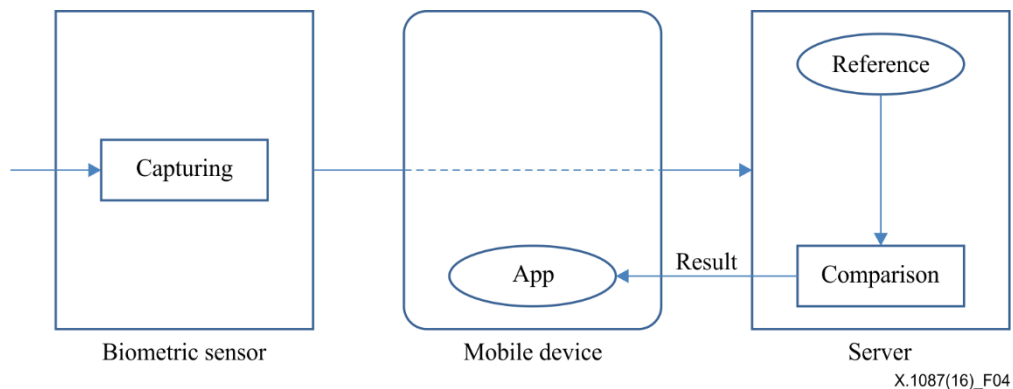 Reference
Capturing
App
Result
Comparison
Biometric sensor
Mobile device
Server
X.1087(16)_F04